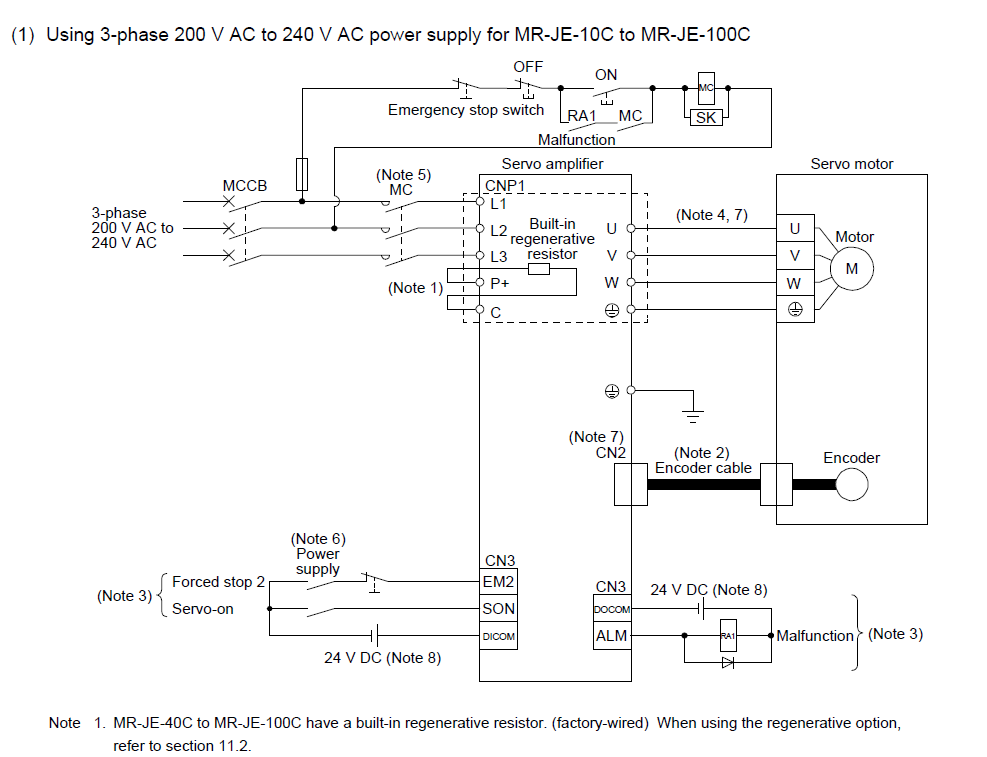 (1) Using 3-phase 200 V AC to 240 V AC power supply for MR-JE-10C to MR-JE-100C
OFF
ON
MC
Emergency stop switch
RA1
MC
SK
Malfunction
Servo amplifier
Servo motor
(Note 5)
MCCB
MC
CNP1
L1
3-phase
200 V AC to
240 V AC
(Note 4, 7)
L2
Built-in
regenerative
resistor
U
U
Motor
L3
V
V
M
(Note 1)
P+
W
W
C
(Note 7)
CN2
(Note 2)
Encoder cable
Encoder
(Note 6)
Power
supply
CN3
(Note 3)
Forced stop 2
EM2
CN3
24 V DC (Note 8)
Servo-on
SON
DOCOM
DICOM
ALM
RA1
Malfunction
(Note 3)
24 V DC (Note 8)
Note 1. MR-JE-40C to MR-JE-100C have a built-in regenerative resistor. (factory-wired) When using the regenerative option,
refer to section 11.2.